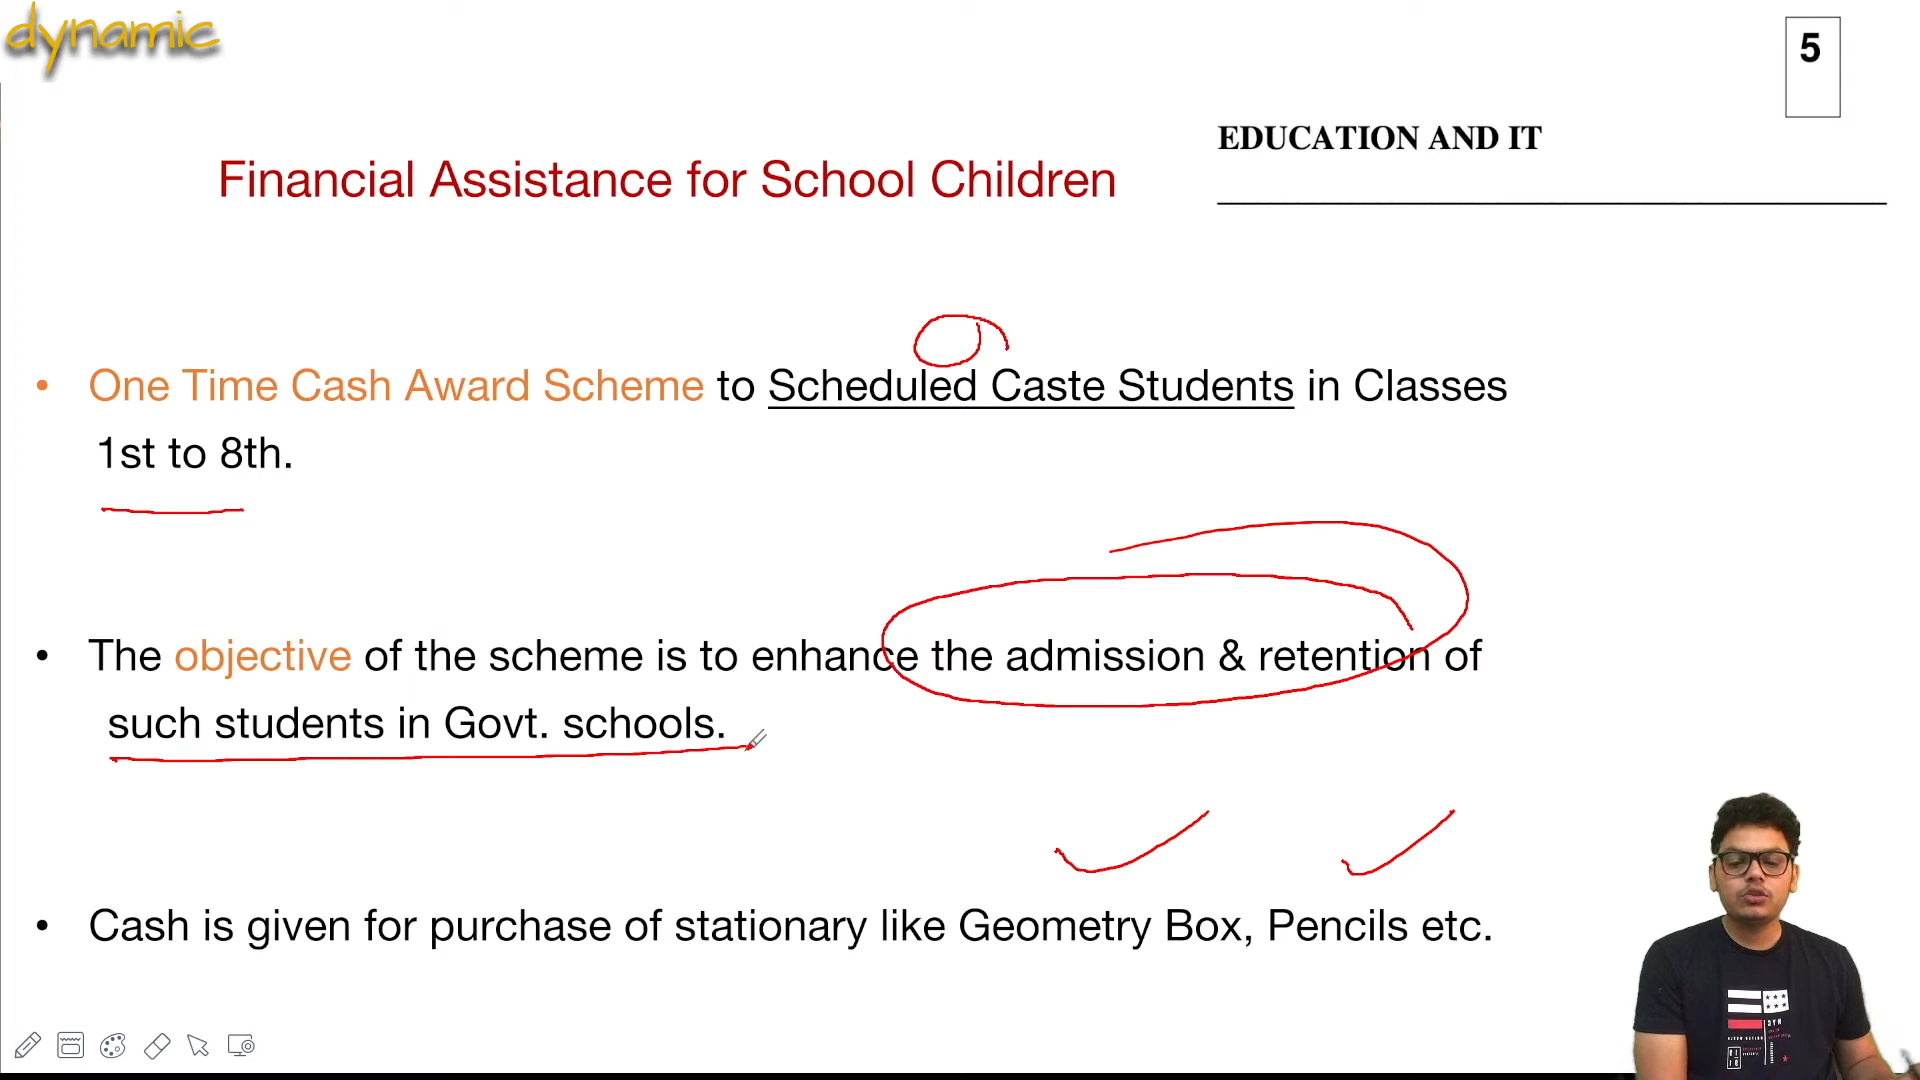 dynamic
5
EDUCATION AND IT
Financial Assistance for School Children
• One Time Cash Award Scheme to Scheduled Caste Students in Classes
1st to 8th.
• The objective of the scheme is to enhance the admission & retention of
such students in Govt. schools.
• Cash is given for purchase of stationary like Geometry Box, Pencils etc.